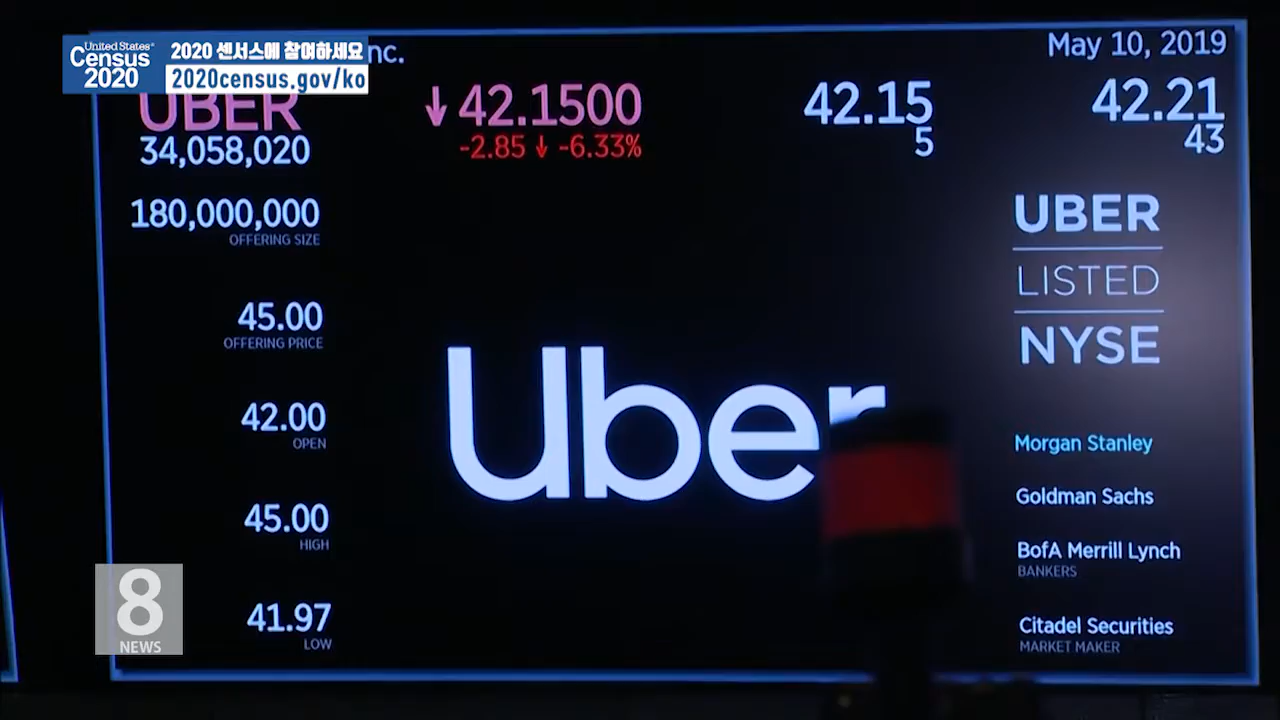 United States®
Census
2020
2020 센서스에 참여하세요
2020census.gov/ko
nc.
May 10, 2019
UBER
↓ 42.1500
42.15
42.21
34,058,020
-2.85 ↓ -6.33%
5
43
180,000,000
OFFERING SIZE
45.00
OFFERING PRICE
42.00
OPEN
45.00
HIGH
41.97
LOW
Uber
UBER
LISTED
NYSE
Morgan Stanley
Goldman Sachs
BofA Merrill Lynch
BANKERS
Citadel Securities
MARKET MAKER
8
NEWS